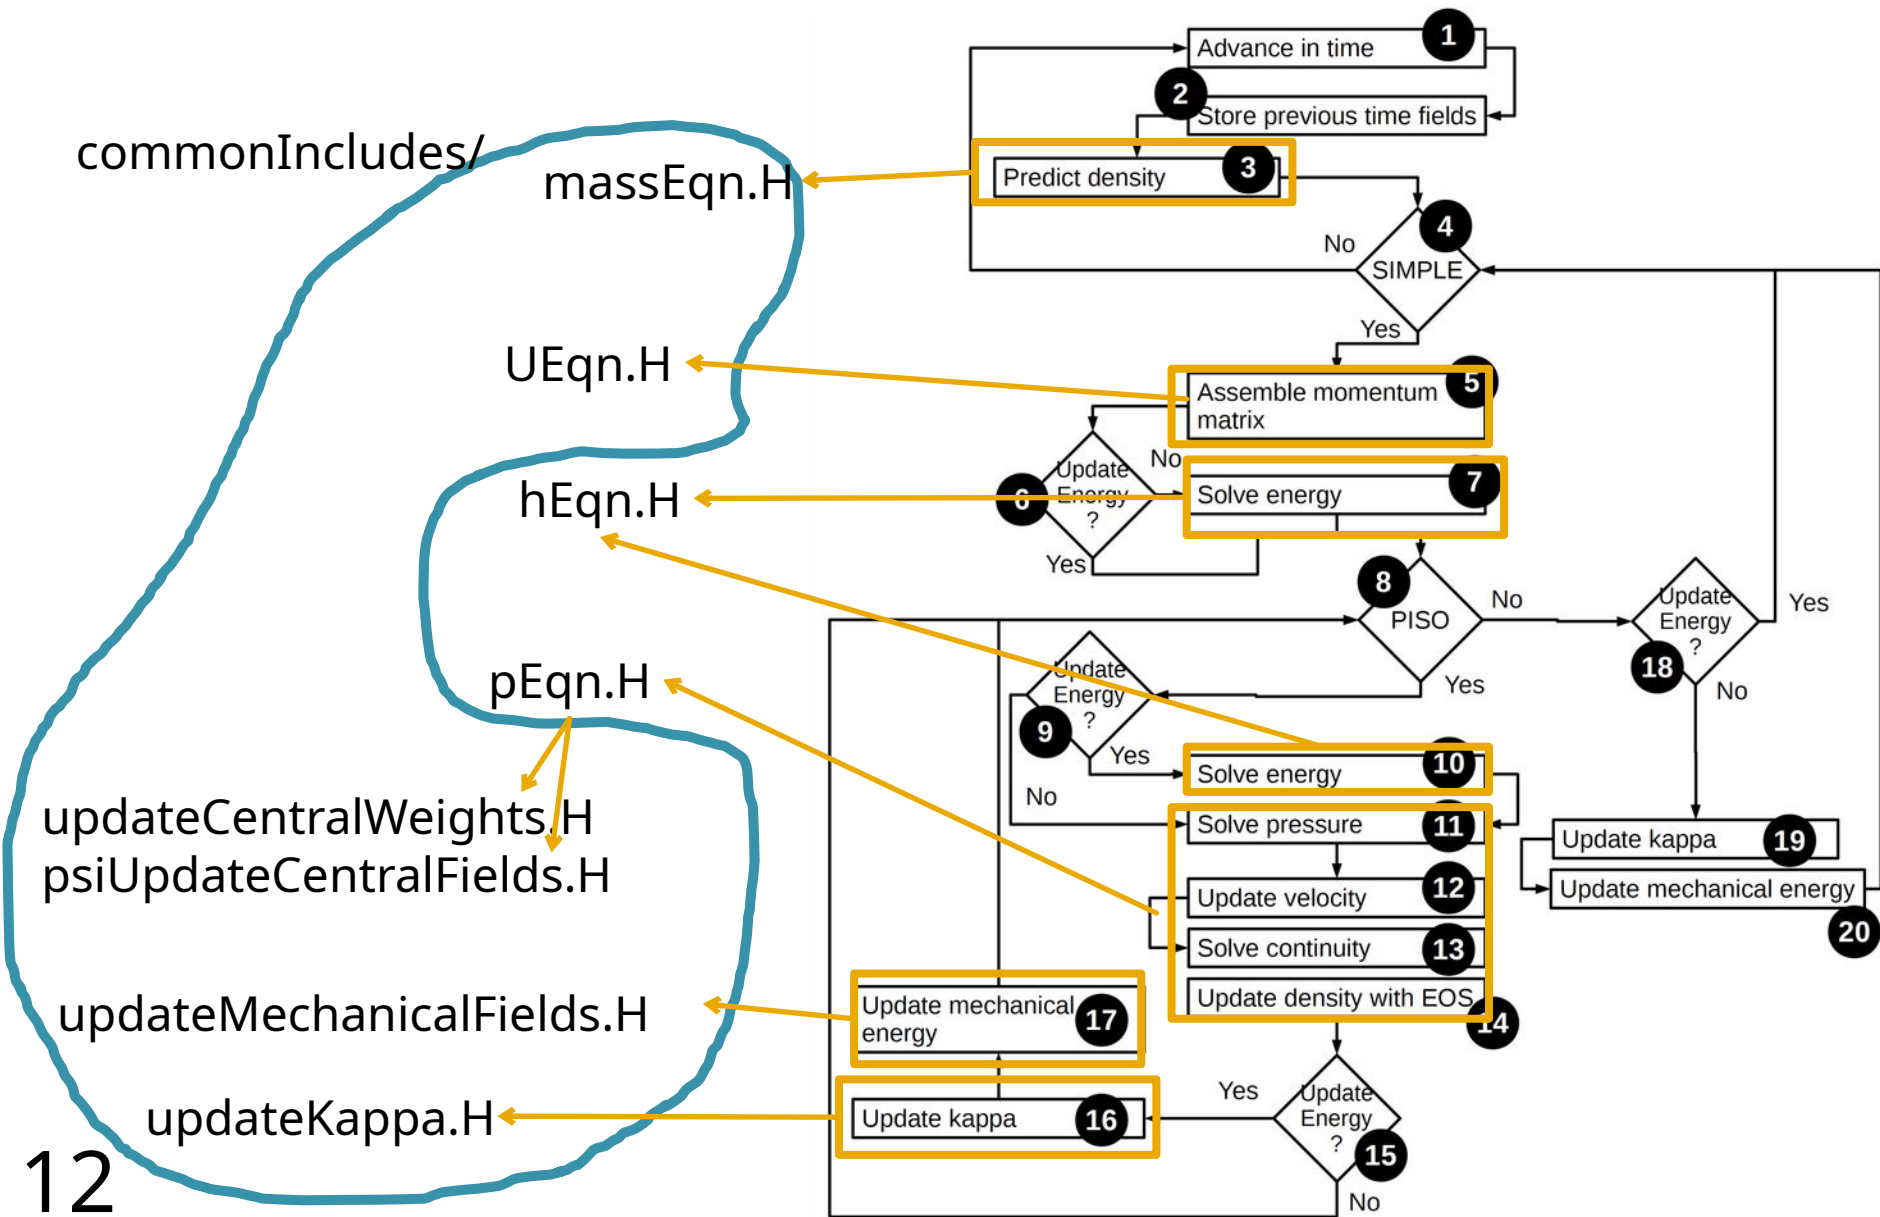 commonIncludes/
massEqn.H
UEqn.H
hEqn.H
pEqn.H
updateCentralWeights.H
psiUpdateCentralFields.H
updateMechanicalFields.H
updateKappa.H
12
Advance in time
1
2
Store previous time fields
Predict density
3
4
No
SIMPLE
Yes
Assemble momentum
matrix
5
Update
Energy
?
6
No
Yes
Solve energy
7
8
PISO
No
Yes
Update
Energy
?
18
Yes
No
Update
Energy
?
9
Yes
No
Solve energy
10
Solve pressure
11
Update velocity
12
Solve continuity
13
Update density with EOS
14
Update kappa
19
Update mechanical energy
20
Update mechanical
energy
17
Update kappa
16
Yes
Update
Energy
?
15
No